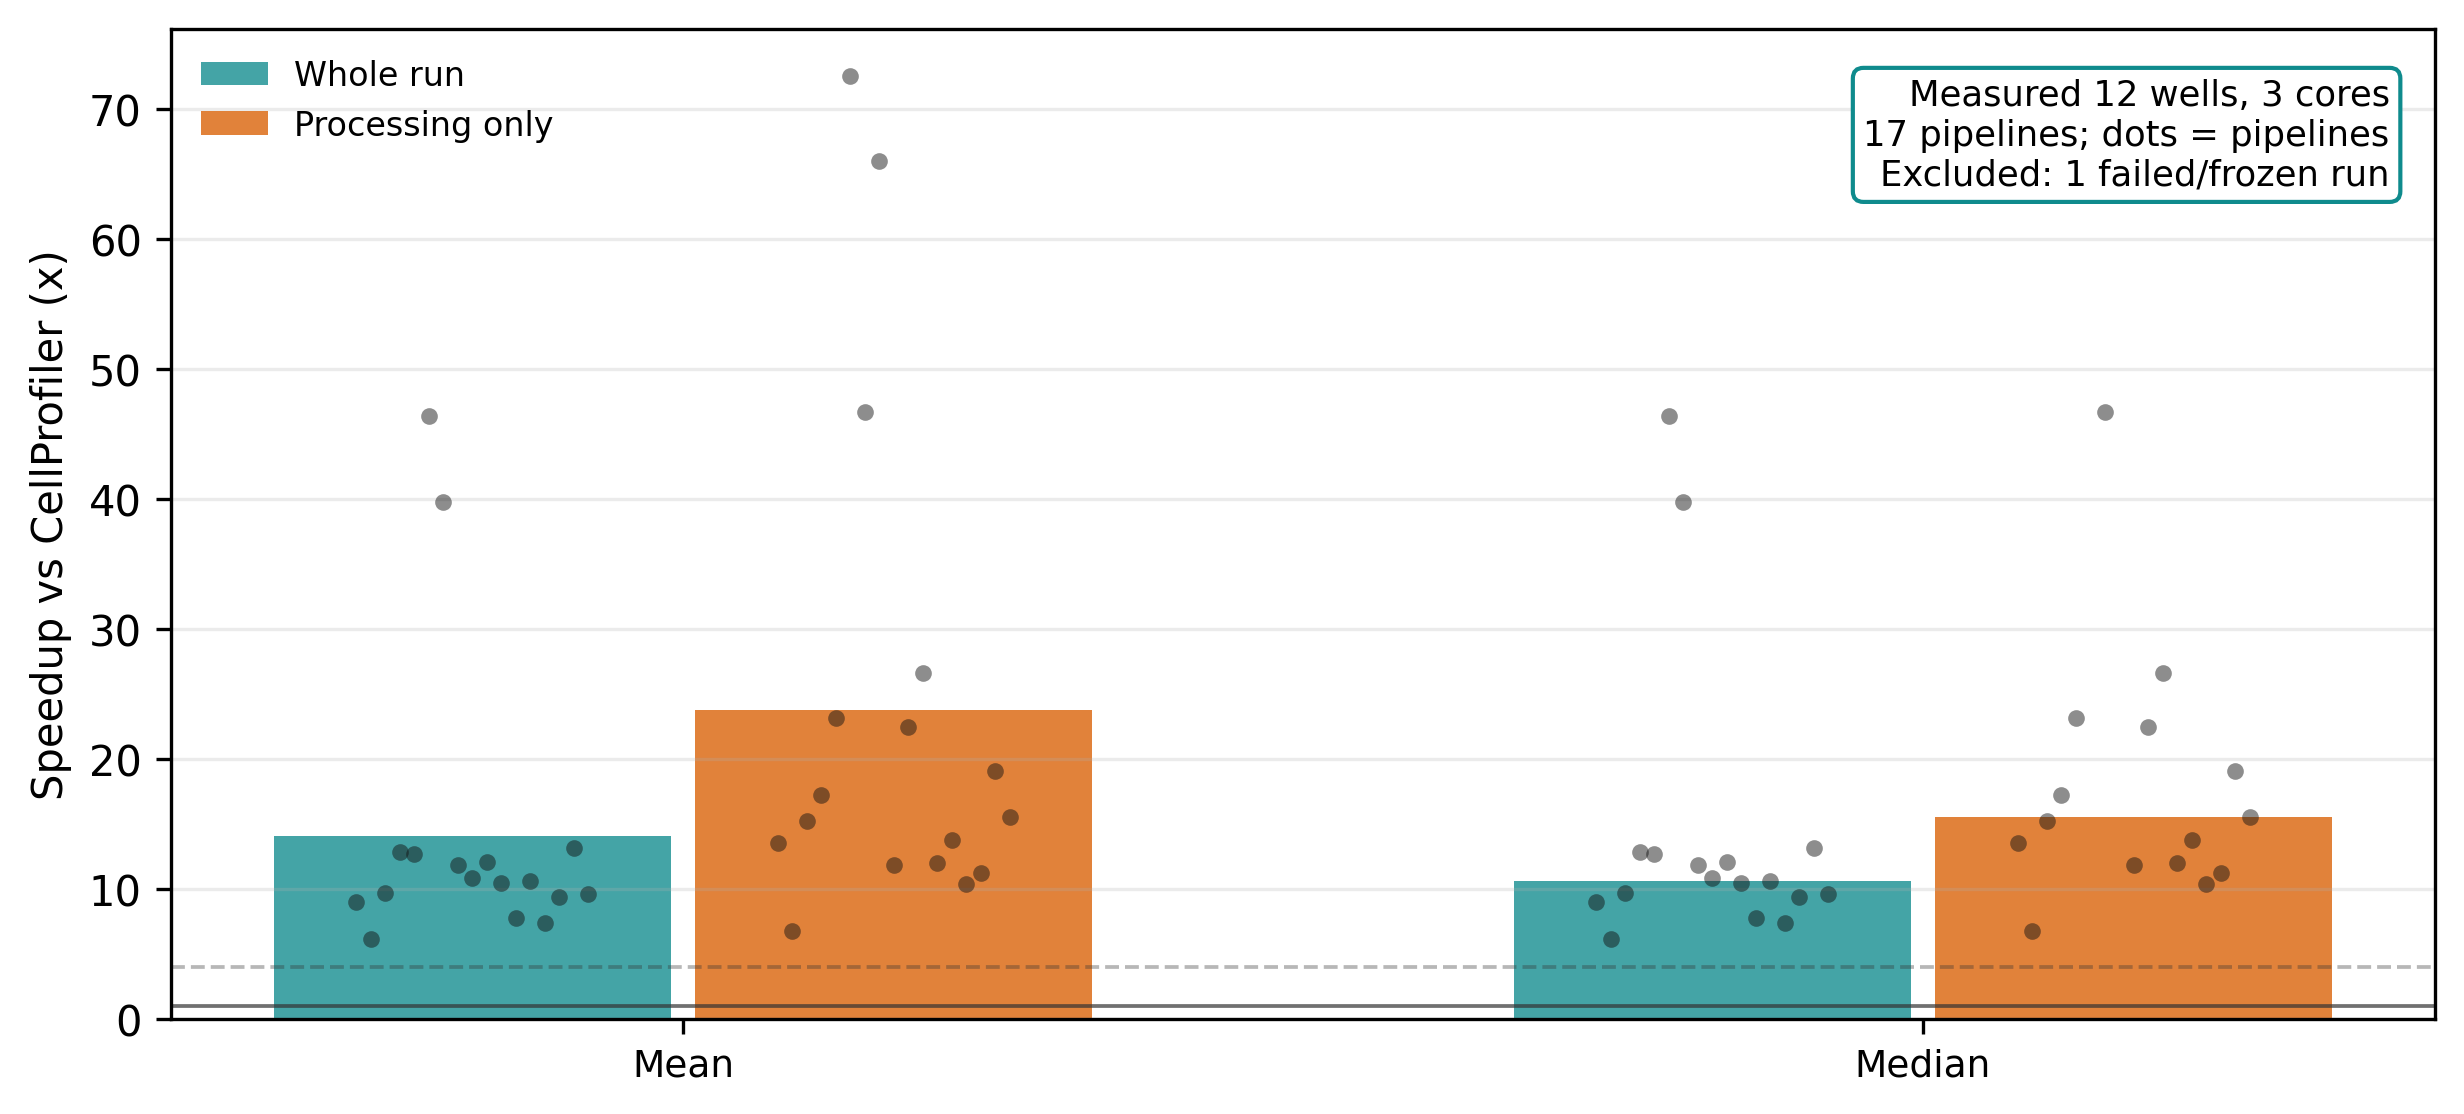 Whole run
Processing only
Measured 12 wells, 3 cores
17 pipelines; dots = pipelines
Excluded: 1 failed/frozen run
Speedup vs CellProfiler (x)
70
60
50
40
30
20
10
0
Mean
Median